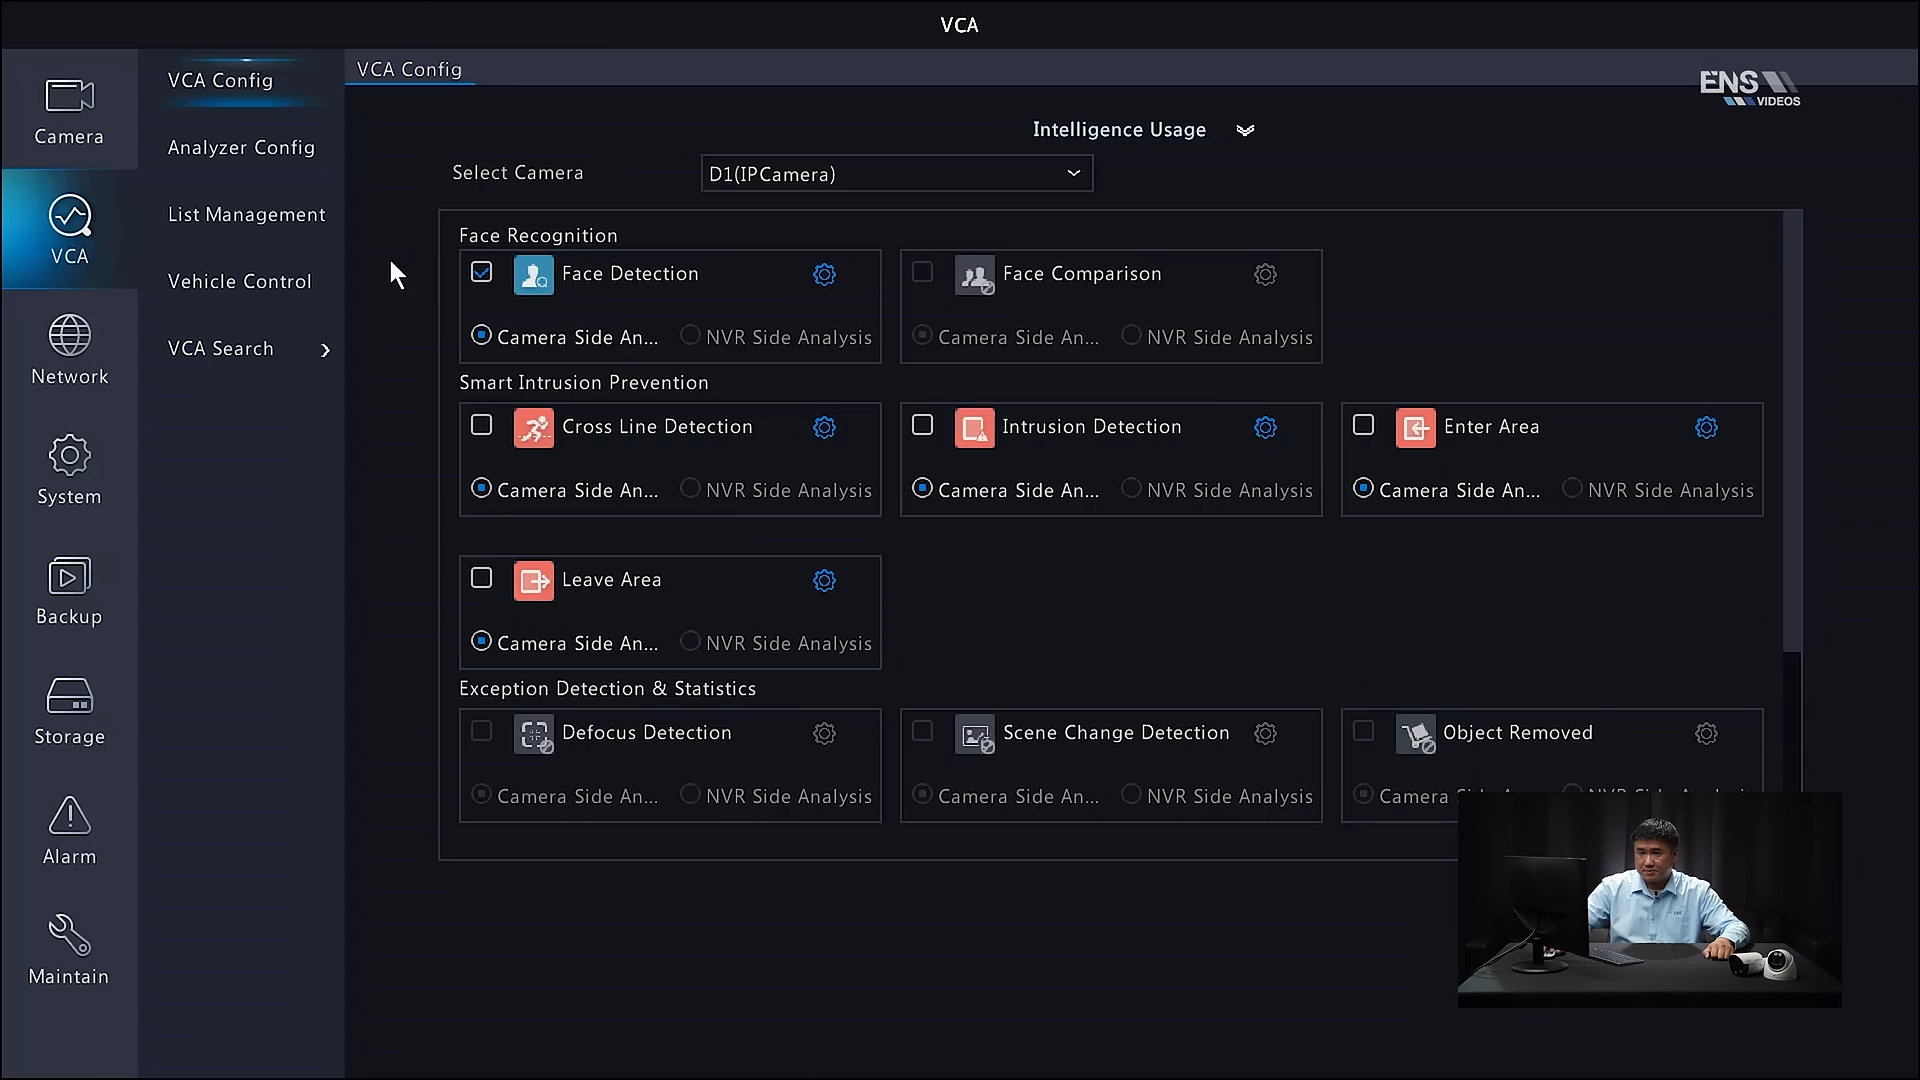 VCA
Camera
VCA
Network
System
Backup
Storage
Alarm
Maintain
VCA Config
Analyzer Config
List Management
Vehicle Control
VCA Search
VCA Config
ENS
VIDEOS
Intelligence Usage
Select Camera D1(IPCamera)
Face Recognition
Face Detection
Camera Side An... NVR Side Analysis
Face Comparison
Camera Side An... NVR Side Analysis
Smart Intrusion Prevention
Cross Line Detection
Camera Side An... NVR Side Analysis
Intrusion Detection
Camera Side An... NVR Side Analysis
Enter Area
Camera Side An... NVR Side Analysis
Leave Area
Camera Side An... NVR Side Analysis
Exception Detection & Statistics
Defocus Detection
Camera Side An... NVR Side Analysis
Scene Change Detection
Camera Side An... NVR Side Analysis
Object Removed
Camera